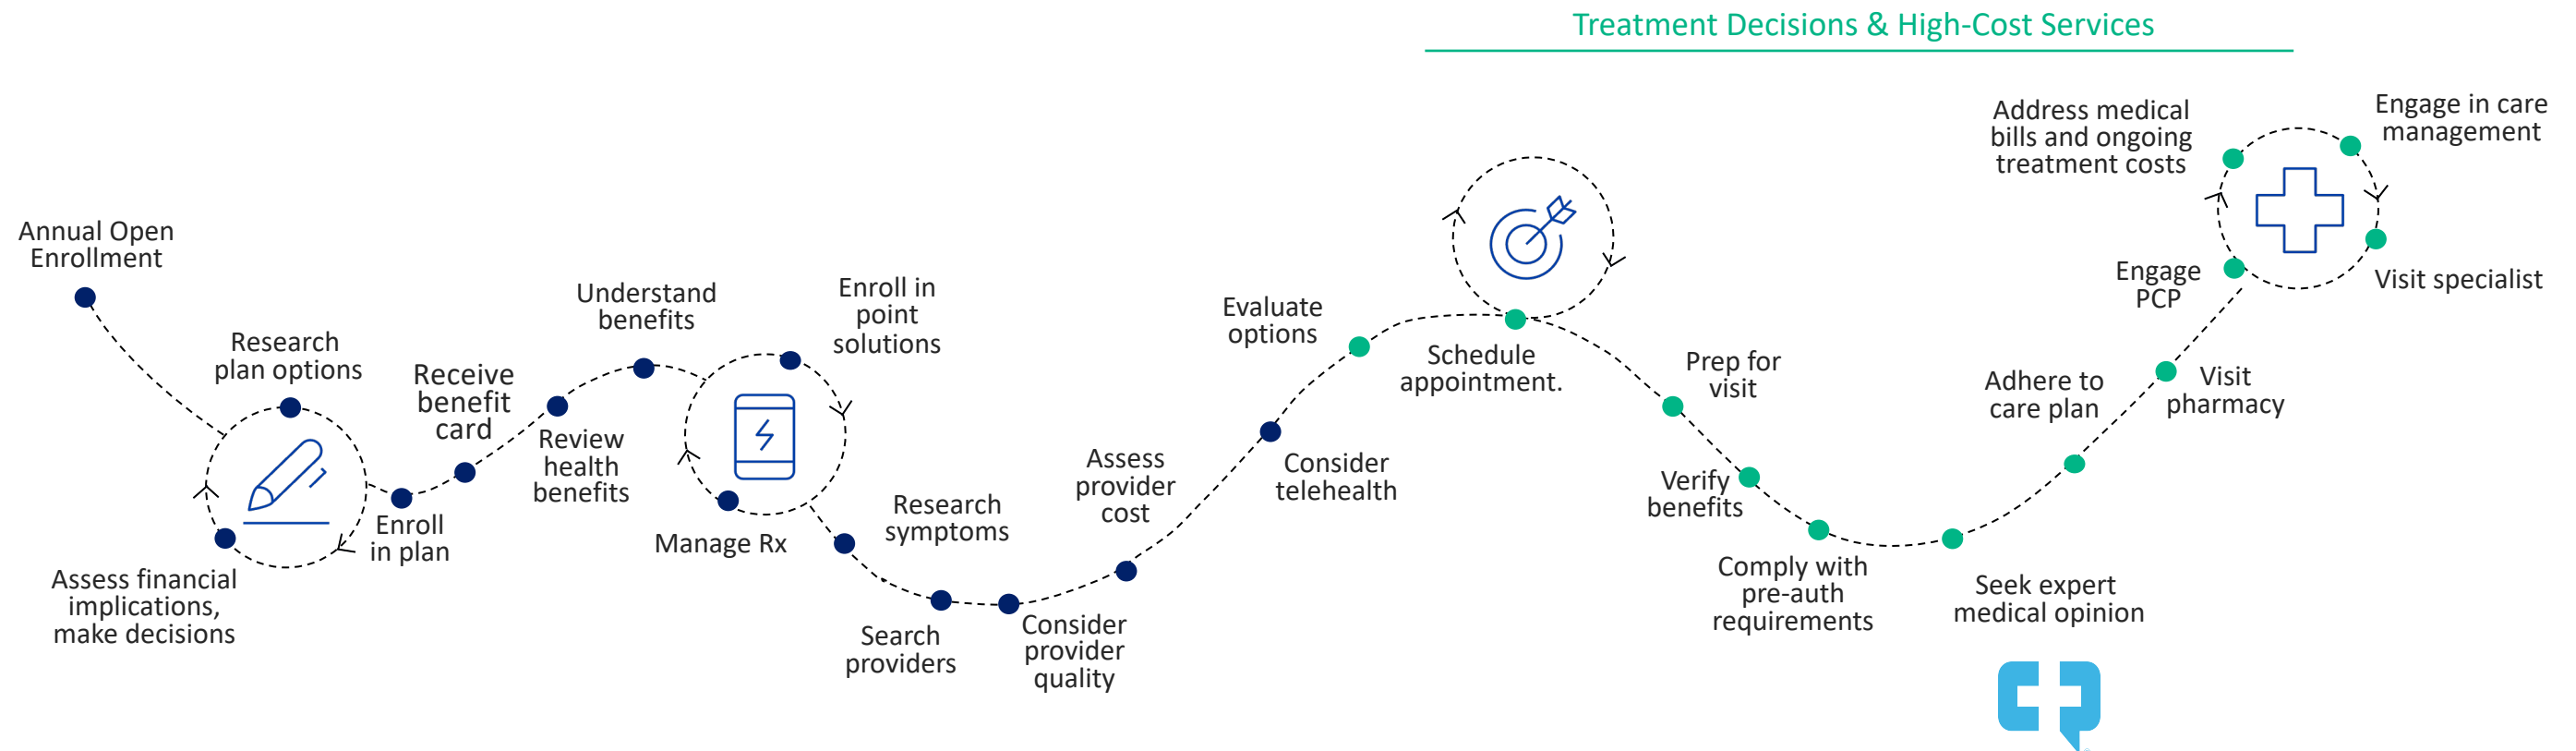 Treatment Decisions & High-Cost Services
Annual Open
Enrollment
Research
plan options
Assess financial
implications,
make decisions
Enroll
in plan
Receive
benefit
card
Review
health
benefits
Understand
benefits
Enroll in
point
solutions
Manage Rx
Research
symptoms
Search
providers
Consider
provider
quality
Assess
provider
cost
Consider
telehealth
Evaluate
options
Schedule
appointment.
Prep for
visit
Verify
benefits
Comply with
pre-auth
requirements
Seek expert
medical opinion
Adhere to
care plan
Visit
pharmacy
Engage
PCP
Address medical
bills and ongoing
treatment costs
Engage in care
management
Visit specialist